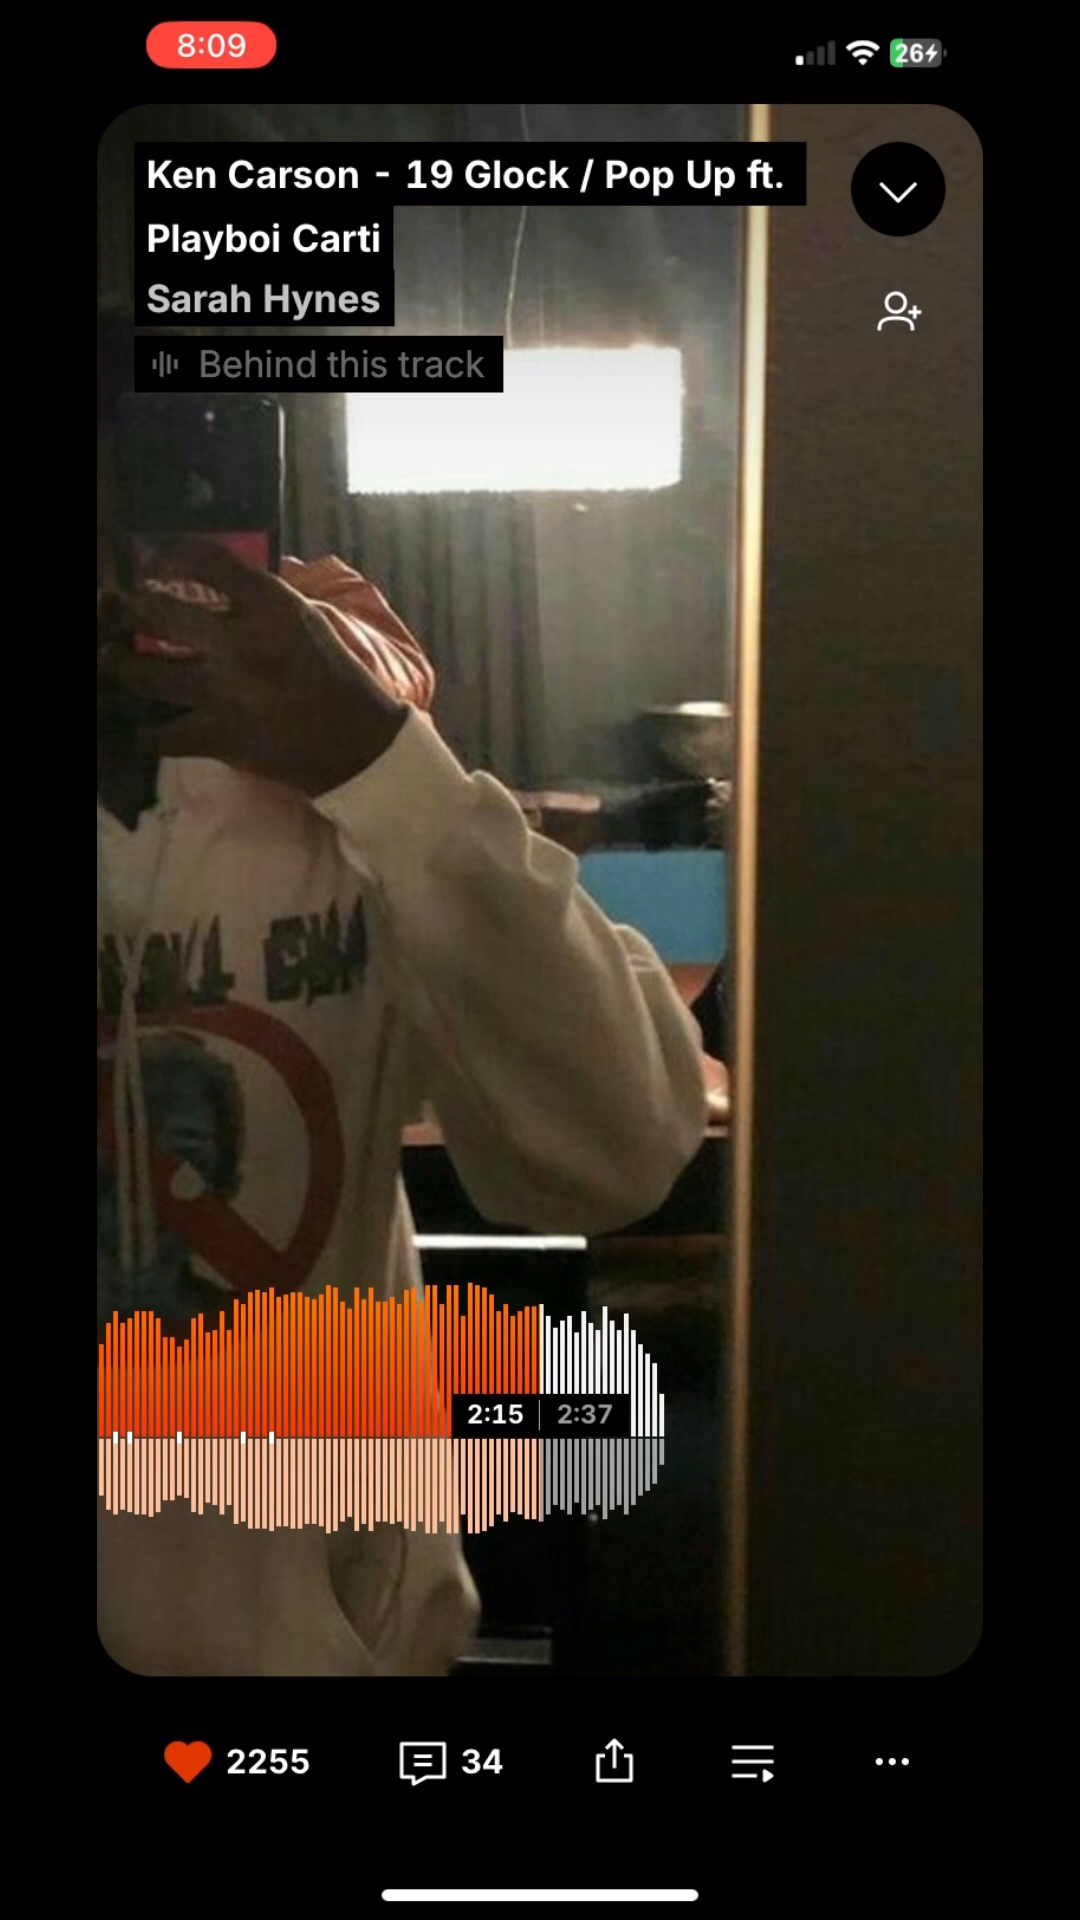 8:09
26
Ken Carson - 19 Glock / Pop Up ft.
Playboi Carti
Sarah Hynes
Behind this track
2:15 | 2:37
2255
34